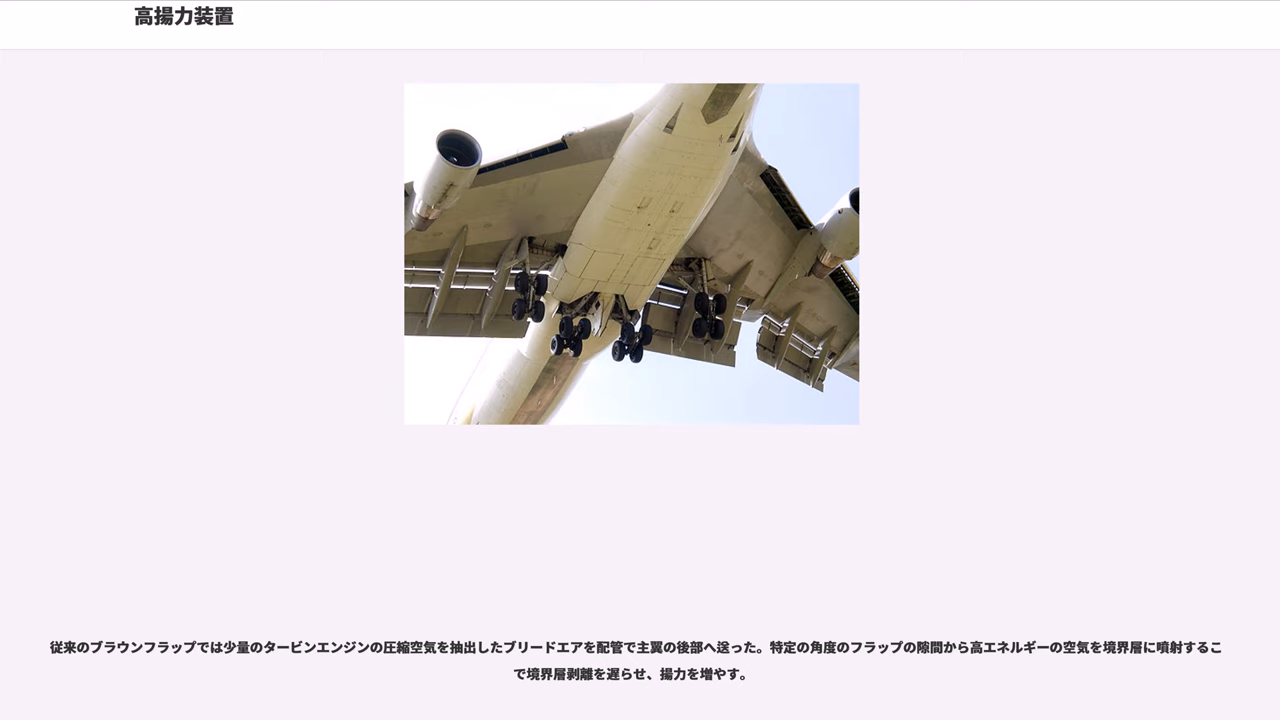 高揚力装置
従来のブラウンフラップでは少量のタービンエンジンの圧縮空気を抽出したブリードエアを配管で主翼の後部へ送った。特定の角度のフラップの隙間から高エネルギーの空気を境界層に噴射するこ
で境界層剥離を遅らせ、揚力を増やす。